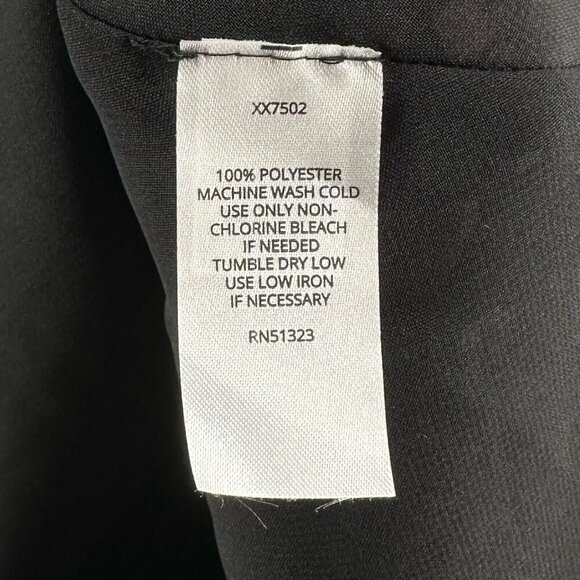 XX7502
100% POLYESTER
MACHINE WASH COLD
USE ONLY NON-
CHLORINE BLEACH
IF NEEDED
TUMBLE DRY LOW
USE LOW IRON
IF NECESSARY
RN51323